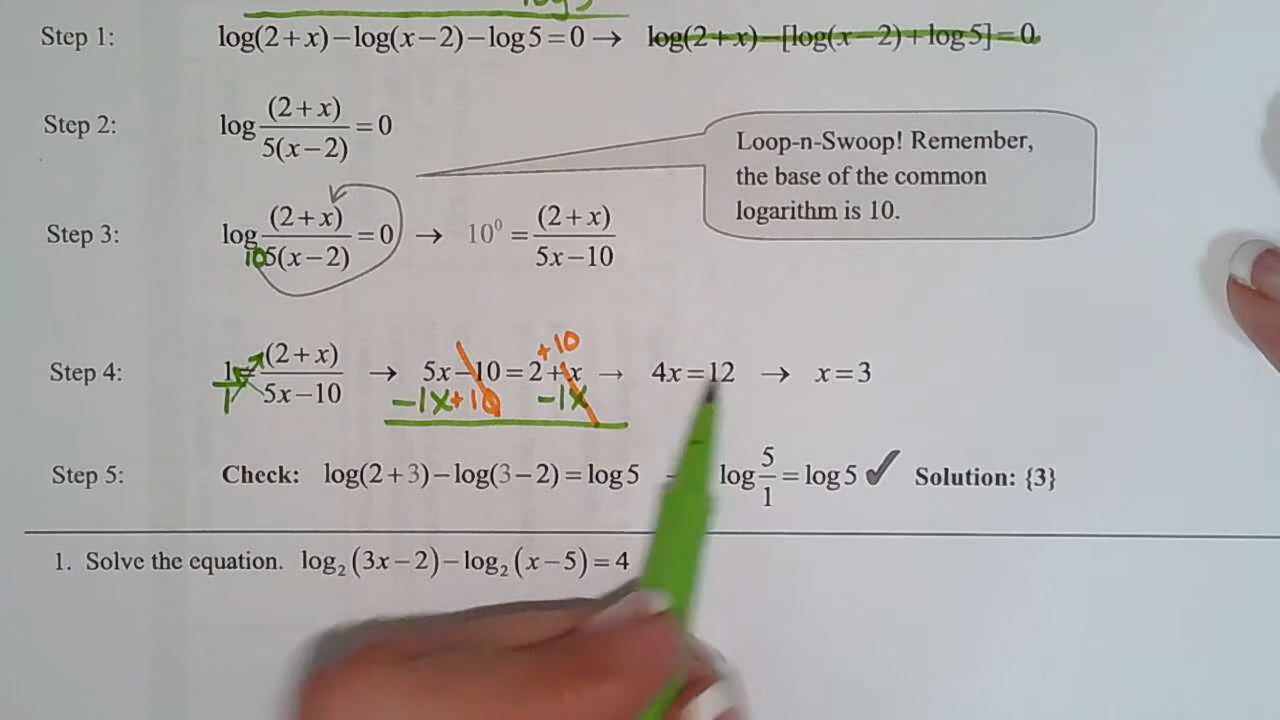 log5
Step 1: log(2+x)−log(x−2)−log5=0→ log(2+x)−[log(x−2)+log5]=0
Step 2: log (2+x)/5(x−2) =0
Loop-n-Swoop! Remember,
the base of the common
logarithm is 10.
Step 3: log (2+x)/5(x−2) =0 → 10⁰ = (2+x)/5x−10
10
+10
Step 4: 1= (2+x)/5x−10 → 5x−10=2+x → 4x=12 → x=3
1 −1x+10 −1x
Step 5: Check: log(2+3)−log(3−2)=log5 log 5/1 =log5 ✔ Solution: {3}
1. Solve the equation. log₂(3x−2)−log₂(x−5)=4